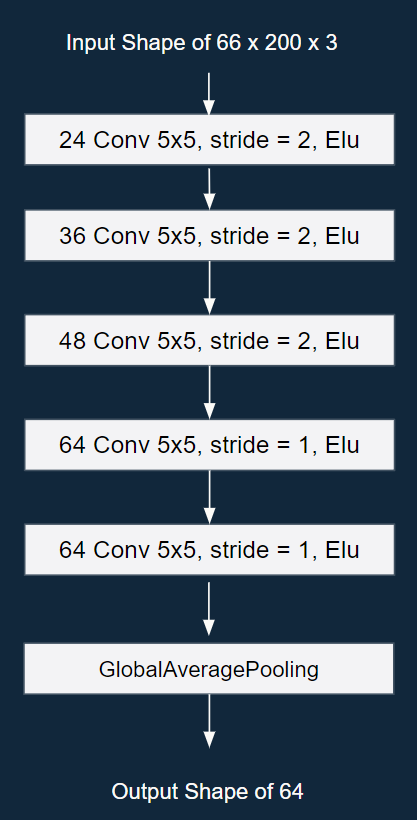 Input Shape of 66 x 200 x 3
24 Conv 5x5, stride = 2, Elu
36 Conv 5x5, stride = 2, Elu
48 Conv 5x5, stride = 2, Elu
64 Conv 5x5, stride = 1, Elu
64 Conv 5x5, stride = 1, Elu
GlobalAveragePooling
Output Shape of 64